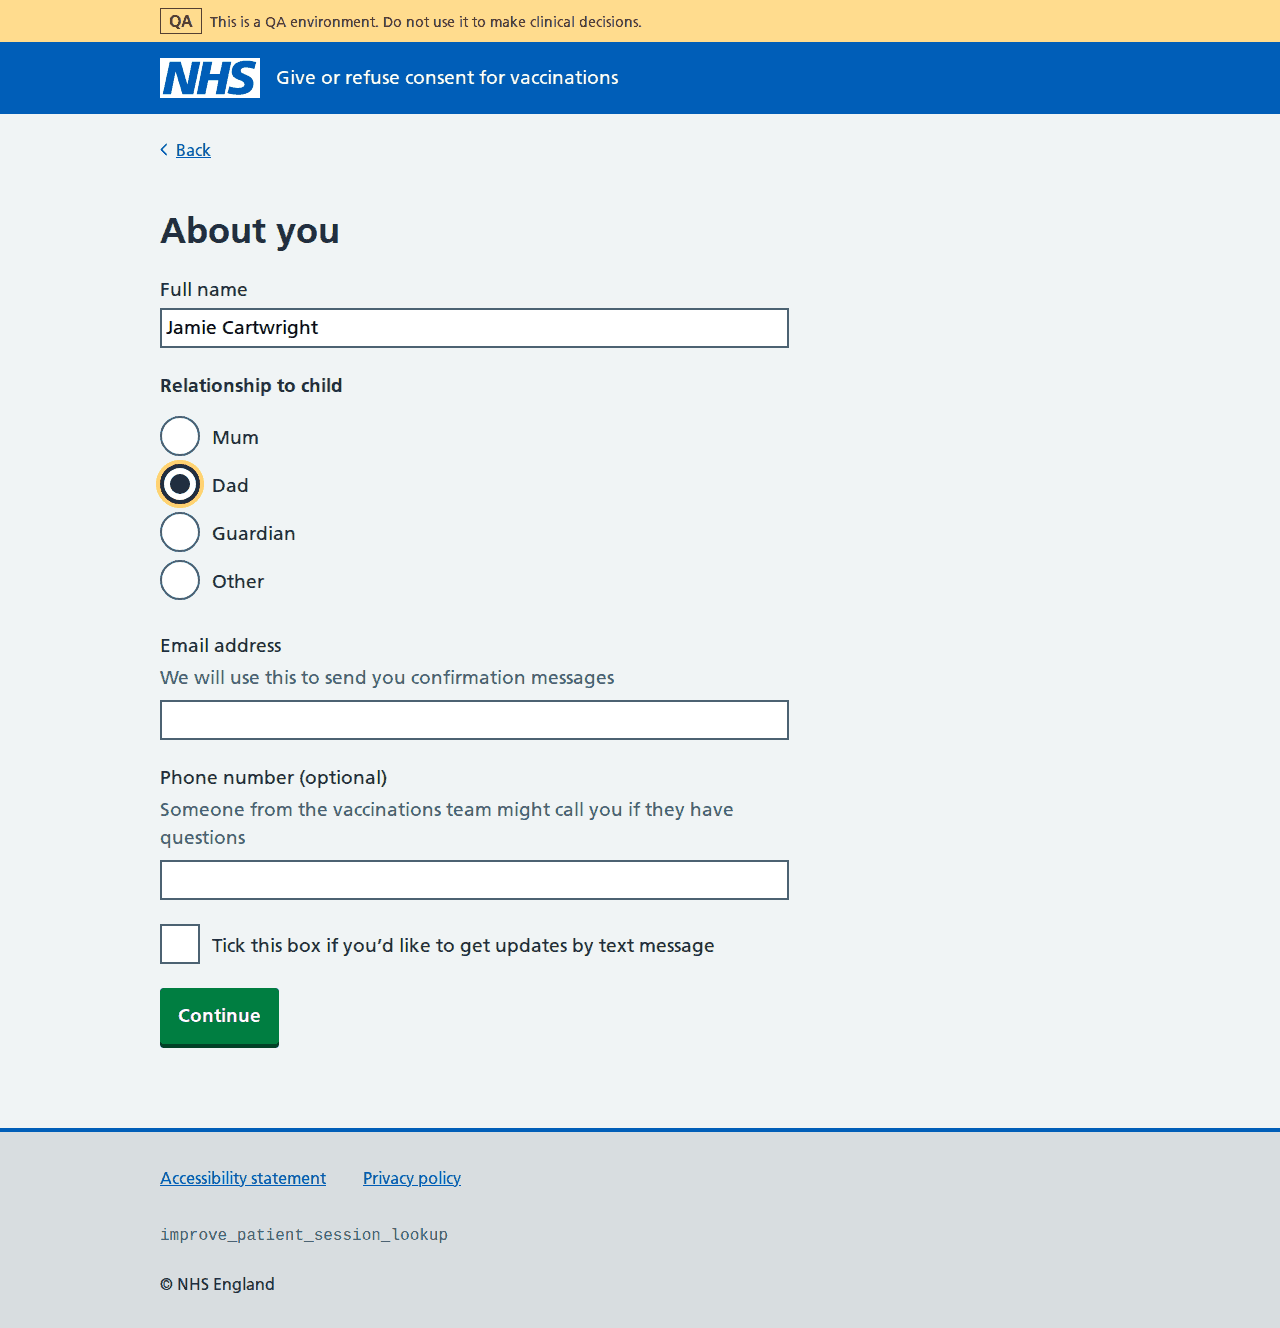 QA This is a QA environment. Do not use it to make clinical decisions.
NHS Give or refuse consent for vaccinations
Back
About you
Full name
Jamie Cartwright
Relationship to child
Mum
Dad
Guardian
Other
Email address
We will use this to send you confirmation messages
Phone number (optional)
Someone from the vaccinations team might call you if they have
questions
Tick this box if you’d like to get updates by text message
Continue
Accessibility statement Privacy policy
improve_patient_session_lookup
© NHS England